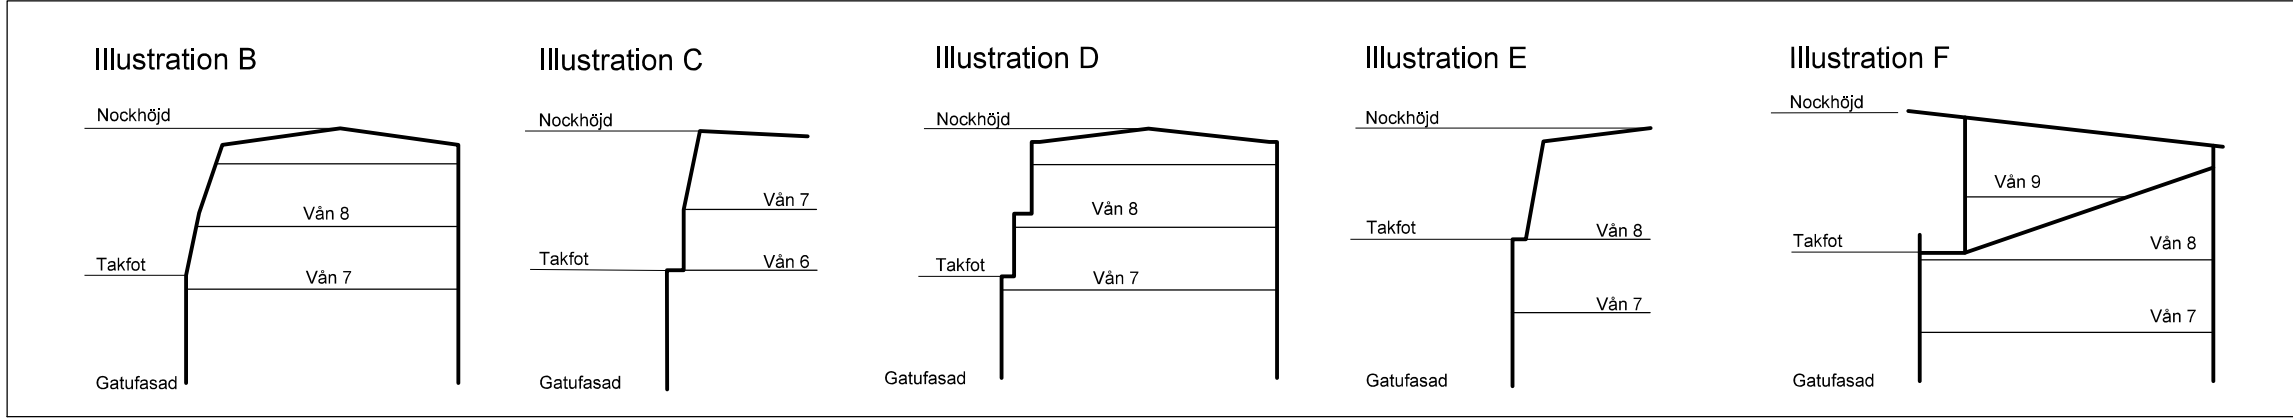 Illustration B
Nockhöjd
Vån 8
Takfot
Vån 7
Gatufasad
Illustration C
Nockhöjd
Vån 7
Takfot
Vån 6
Gatufasad
Illustration D
Nockhöjd
Vån 8
Takfot
Vån 7
Gatufasad
Illustration E
Nockhöjd
Takfot
Vån 8
Vån 7
Gatufasad
Illustration F
Nockhöjd
Vån 9
Takfot
Vån 8
Vån 7
Gatufasad